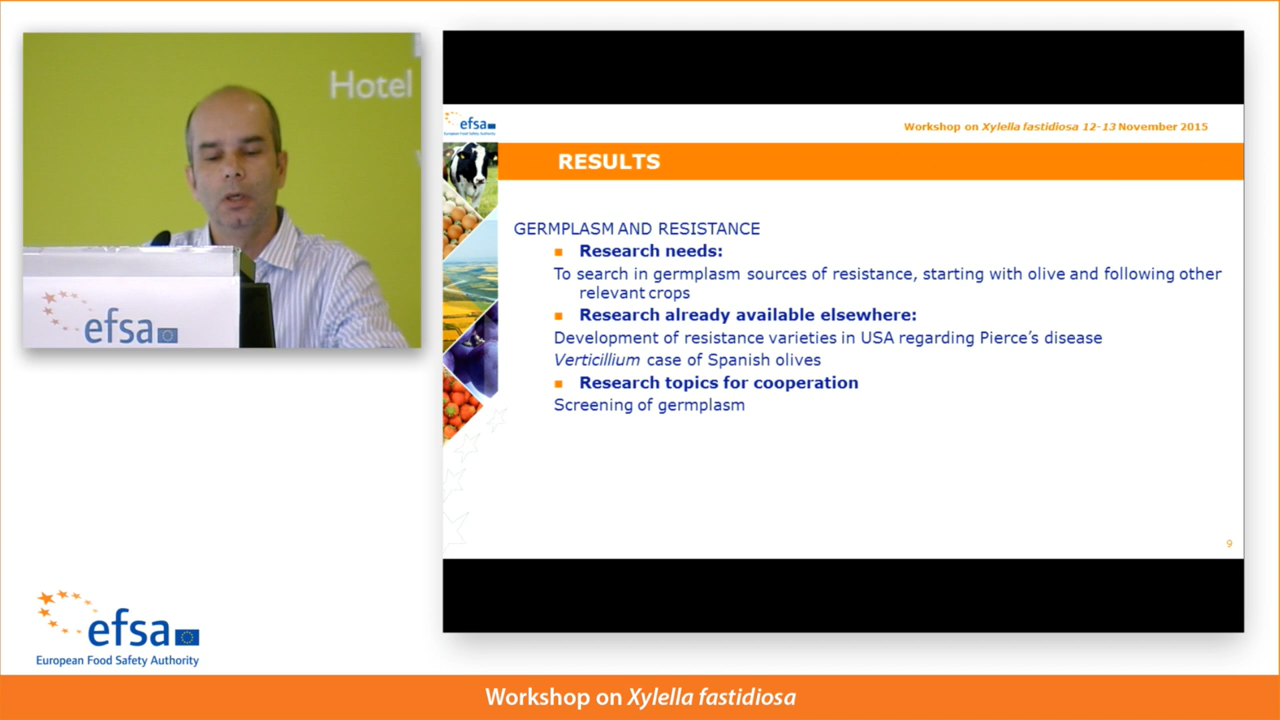 Hotel
efsa
efsa
European Food Safety Authority
Workshop on Xylella fastidiosa 12-13 November 2015
RESULTS
GERMPLASM AND RESISTANCE
Research needs:
To search in germplasm sources of resistance, starting with olive and following other
relevant crops
Research already available elsewhere:
Development of resistance varieties in USA regarding Pierce's disease
Verticillium case of Spanish olives
Research topics for cooperation
Screening of germplasm
9
efsa
European Food Safety Authority
Workshop on Xylella fastidiosa